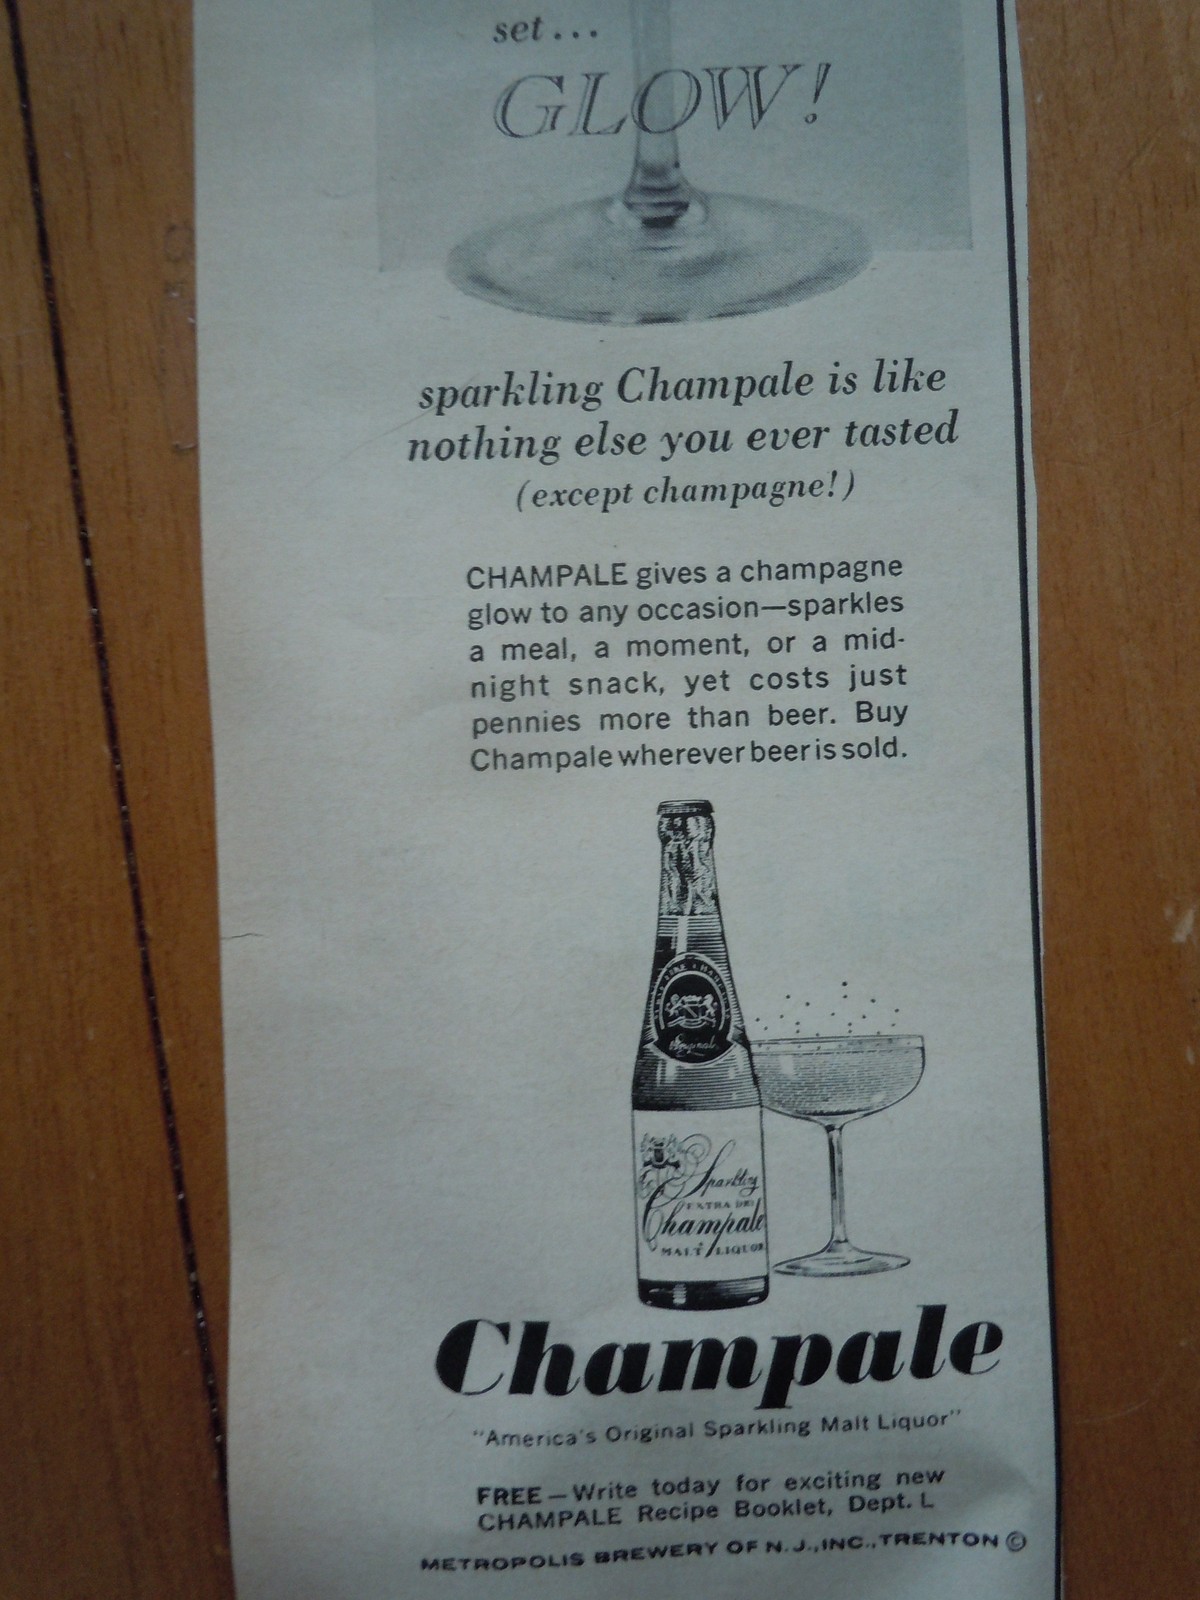 set...
GLOW!
sparkling Champale is like
nothing else you ever tasted
(except champagne!)
CHAMPALE gives a champagne
glow to any occasion—sparkles
a meal, a moment, or a mid-
night snack, yet costs just
pennies more than beer. Buy
Champale wherever beer is sold.
Original
Sparkling
EXTRA DRY
Champale
MALT LIQUOR
Champale
"America's Original Sparkling Malt Liquor"
FREE—Write today for exciting new
CHAMPALE Recipe Booklet, Dept. L
METROPOLIS BREWERY OF N.J.,INC.,TRENTON ©